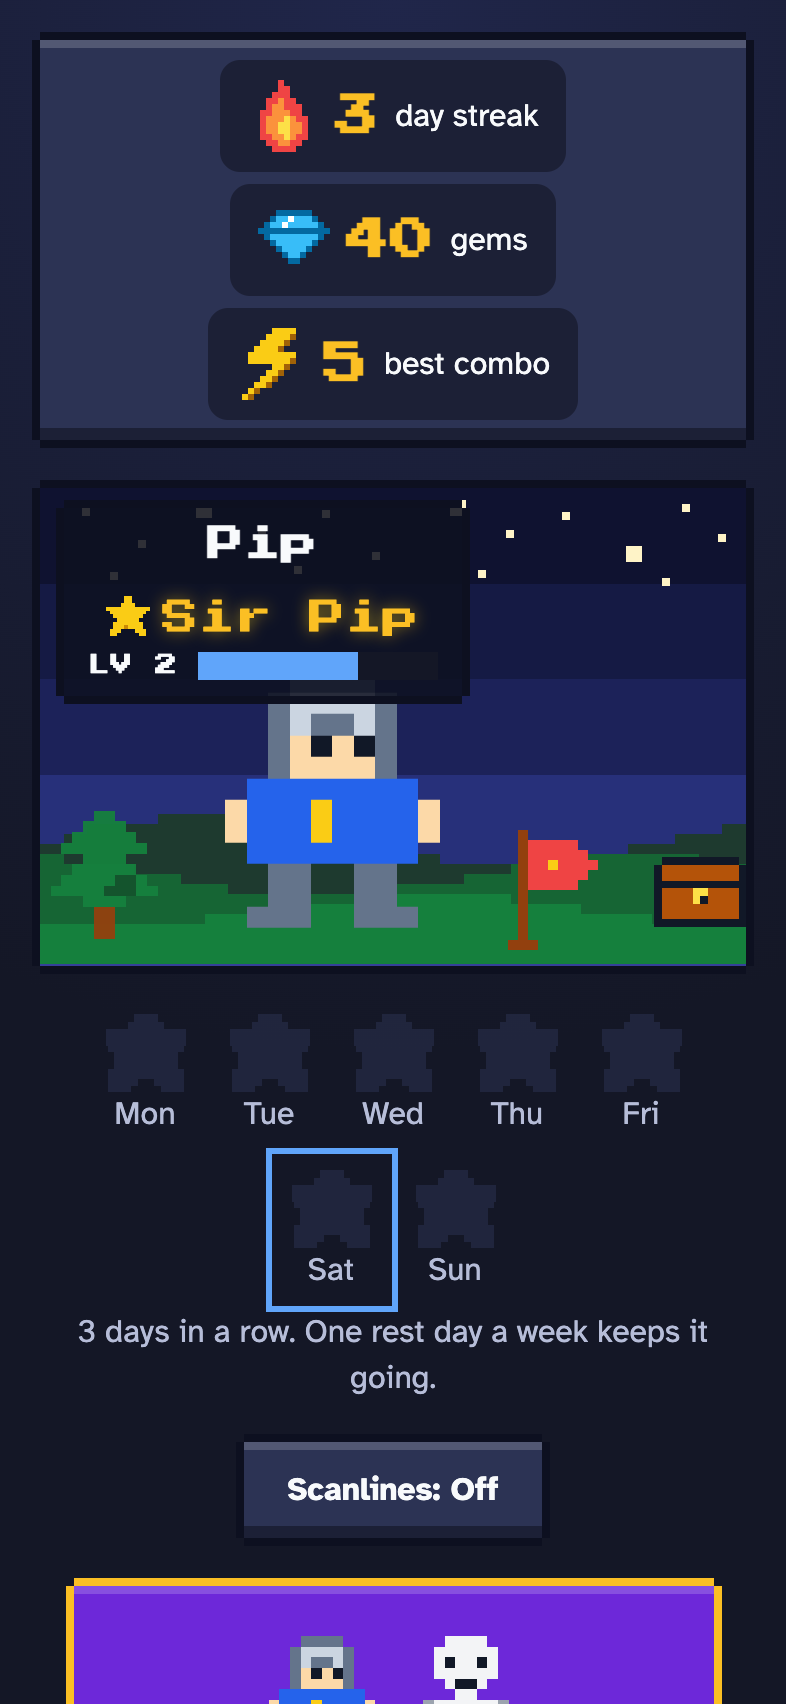 3 day streak
40 gems
5 best combo
Pip
Sir Pip
LV 2
Mon Tue Wed Thu Fri
Sat Sun
3 days in a row. One rest day a week keeps it
going.
Scanlines: Off